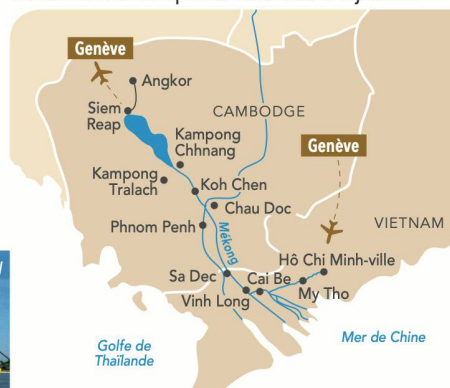 Genève
Angkor
Siem
Reap
CAMBODGE
Kampong
Chhnang
Genève
Kampong
Tralach
Koh Chen
Chau Doc
Phnom Penh
VIETNAM
Mékong
Hô Chi Minh-ville
Sa Dec
Cai Be
Vinh Long
My Tho
Golfe de
Thaïlande
Mer de Chine